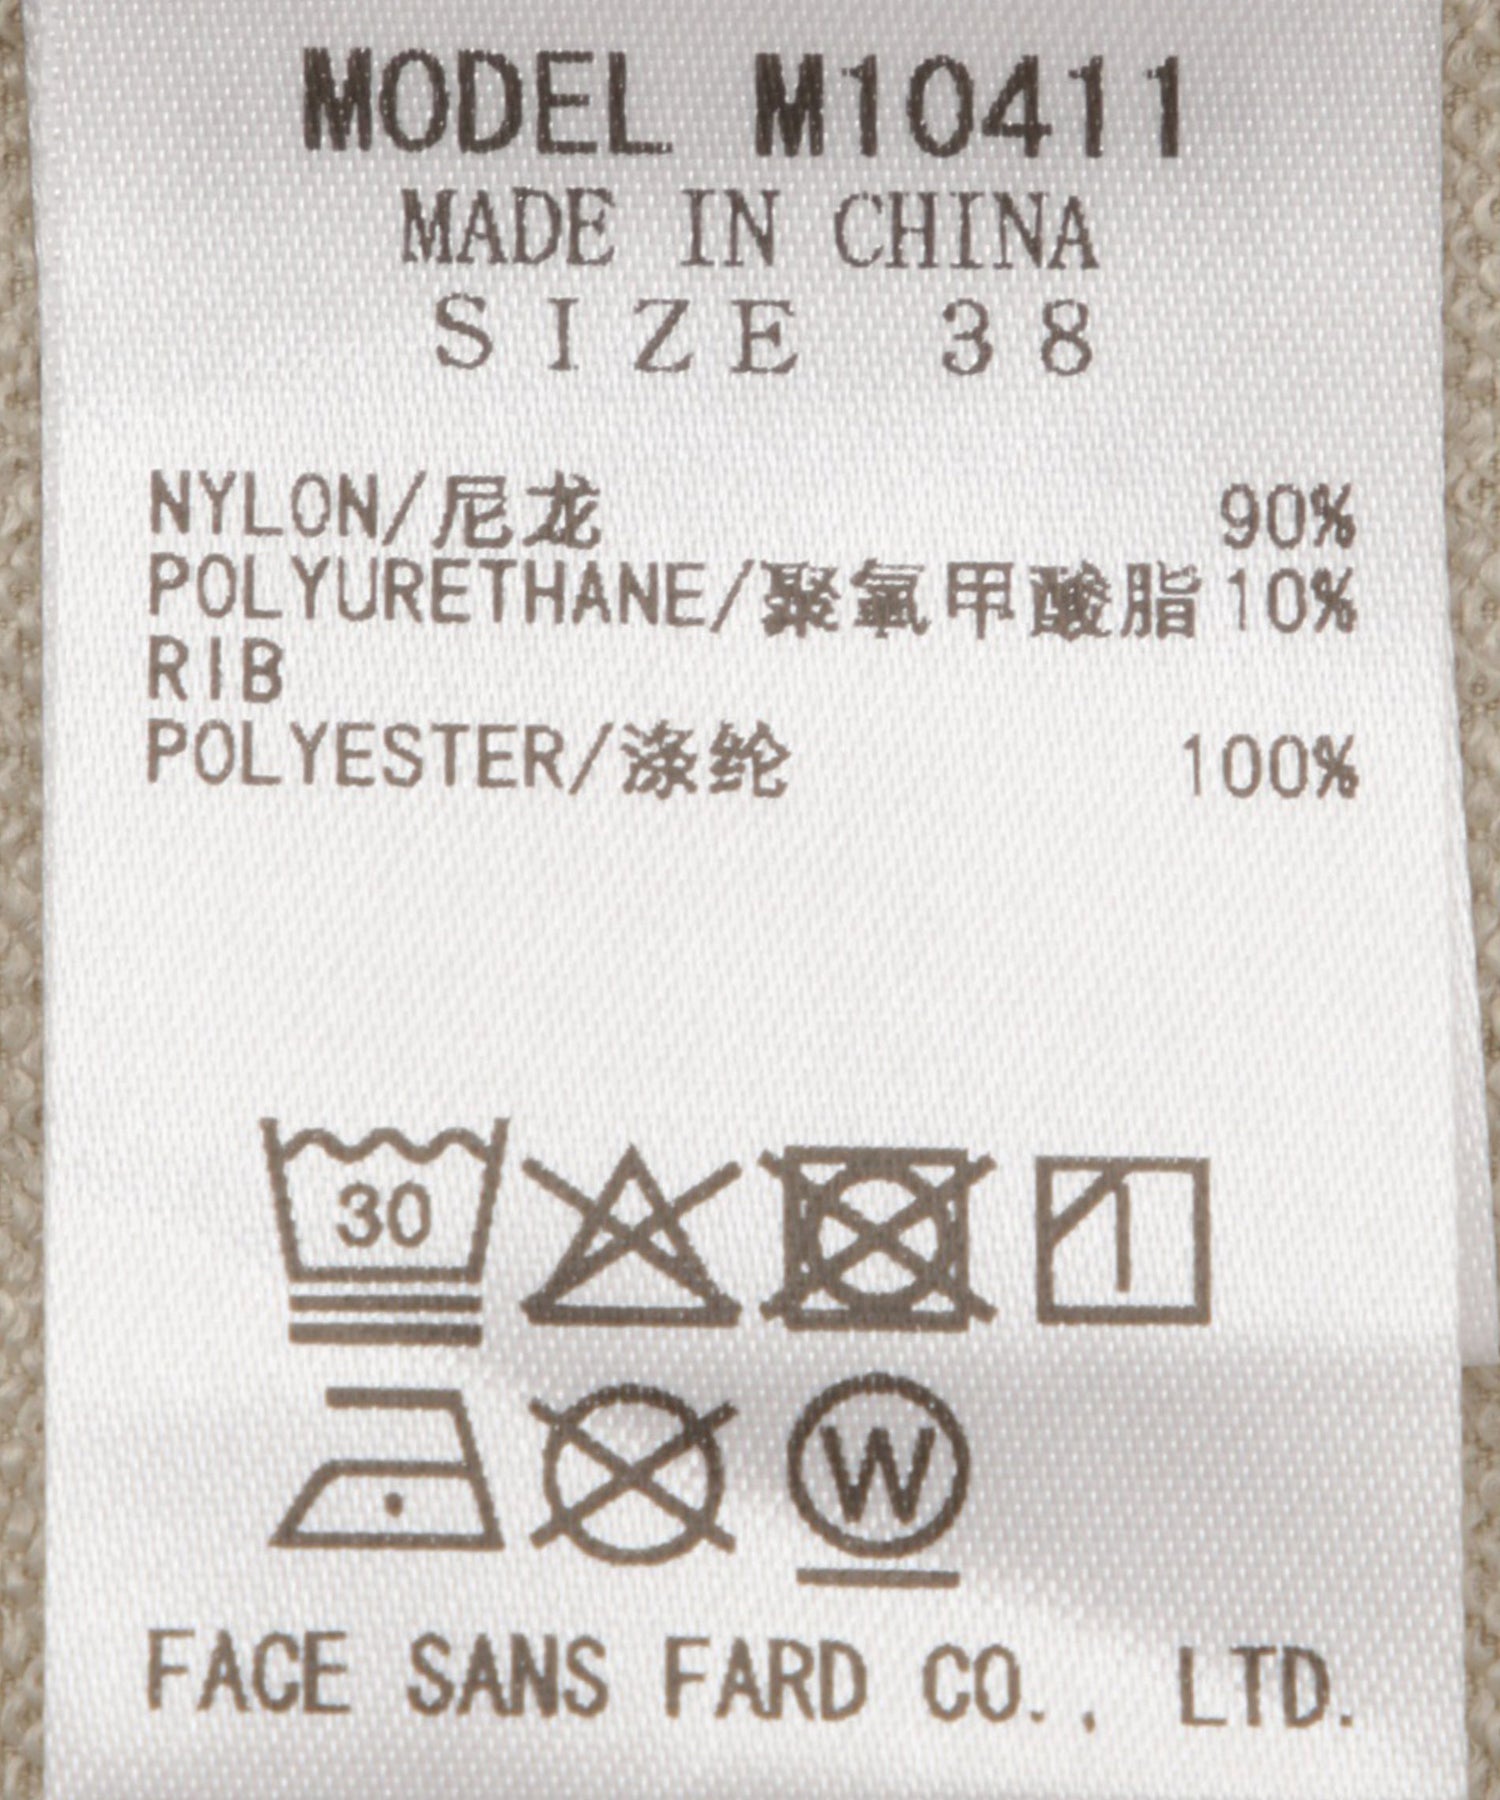 MODEL M10411
MADE IN CHINA
SIZE 38
NYLON/尼龙 90%
POLYURETHANE/聚氨甲酸脂 10%
RIB
POLYESTER/涤纶 100%
30
W
FACE SANS FARD CO., LTD.